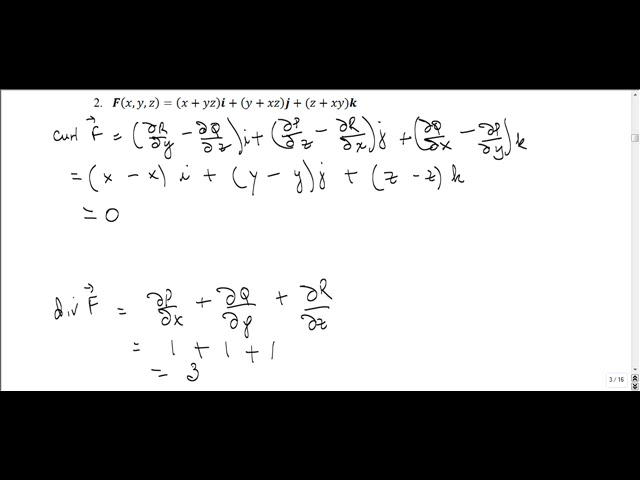 2. F(x, y, z) = (x + yz)i + (y + xz)j + (z + xy)k
curl F⃗ = (∂R/∂y − ∂Q/∂z)i + (∂P/∂z − ∂R/∂x)j + (∂Q/∂x − ∂P/∂y)k
= (x − x) i + (y − y)j + (z − z) k
= 0
div F⃗ = ∂P/∂x + ∂Q/∂y + ∂R/∂z
= 1 + 1 + 1
= 3
3 / 16